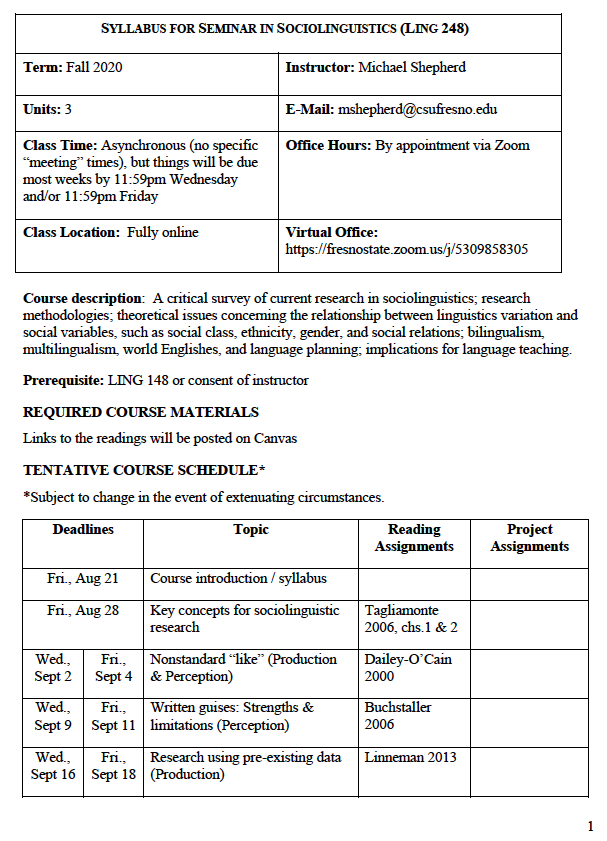 SYLLABUS FOR SEMINAR IN SOCIOLINGUISTICS (LING 248)
Term: Fall 2020
Instructor: Michael Shepherd
Units: 3
E-Mail: mshepherd@csufresno.edu
Class Time: Asynchronous (no specific
“meeting” times), but things will be due
most weeks by 11:59pm Wednesday
and/or 11:59pm Friday
Office Hours: By appointment via Zoom
Class Location: Fully online
Virtual Office:
https://fresnostate.zoom.us/j/5309858305
Course description: A critical survey of current research in sociolinguistics; research
methodologies; theoretical issues concerning the relationship between linguistics variation and
social variables, such as social class, ethnicity, gender, and social relations; bilingualism,
multilingualism, world Englishes, and language planning; implications for language teaching.
Prerequisite: LING 148 or consent of instructor
REQUIRED COURSE MATERIALS
Links to the readings will be posted on Canvas
TENTATIVE COURSE SCHEDULE*
*Subject to change in the event of extenuating circumstances.
Deadlines
Topic
Reading
Assignments
Project
Assignments
Fri., Aug 21
Course introduction / syllabus
Fri., Aug 28
Key concepts for sociolinguistic
research
Tagliamonte
2006, chs.1 & 2
Wed.,
Sept 2
Fri.,
Sept 4
Nonstandard “like” (Production
& Perception)
Dailey-O’Cain
2000
Wed.,
Sept 9
Fri.,
Sept 11
Written guises: Strengths &
limitations (Perception)
Buchstaller
2006
Wed.,
Sept 16
Fri.,
Sept 18
Research using pre-existing data
(Production)
Linneman 2013
1